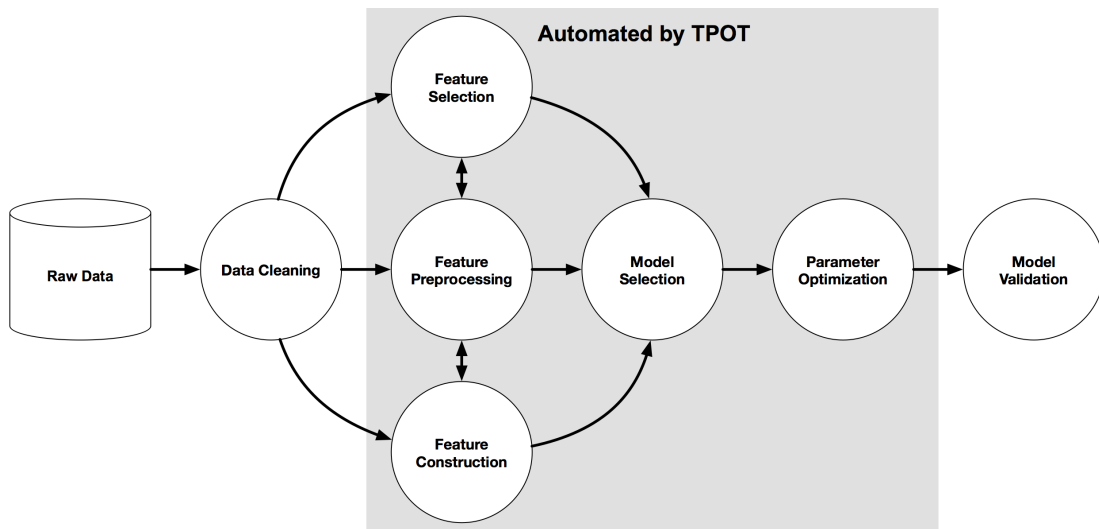 Automated by TPOT
Feature
Selection
Raw Data
Data Cleaning
Feature
Preprocessing
Model
Selection
Parameter
Optimization
Model
Validation
Feature
Construction